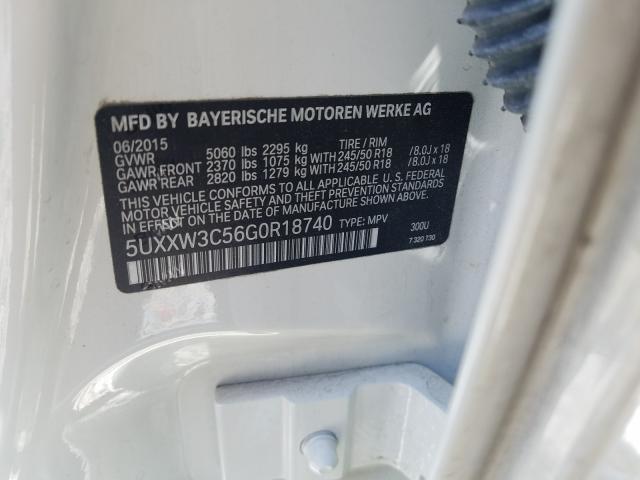 MFD BY BAYERISCHE MOTOREN WERKE AG
06/2015 TIRE / RIM
GVWR 5060 lbs 2295 kg
GAWR FRONT 2370 lbs 1075 kg WITH 245/50 R18 / 8.0J x 18
GAWR REAR 2820 lbs 1279 kg WITH 245/50 R18 / 8.0J x 18
THIS VEHICLE CONFORMS TO ALL APPLICABLE U.S. FEDERAL
MOTOR VEHICLE SAFETY AND THEFT PREVENTION STANDARDS
IN EFFECT ON THE DATE OF MANUFACTURE SHOWN ABOVE.
5UXXW3C56G0R18740 TYPE: MPV 300U
7 320 130